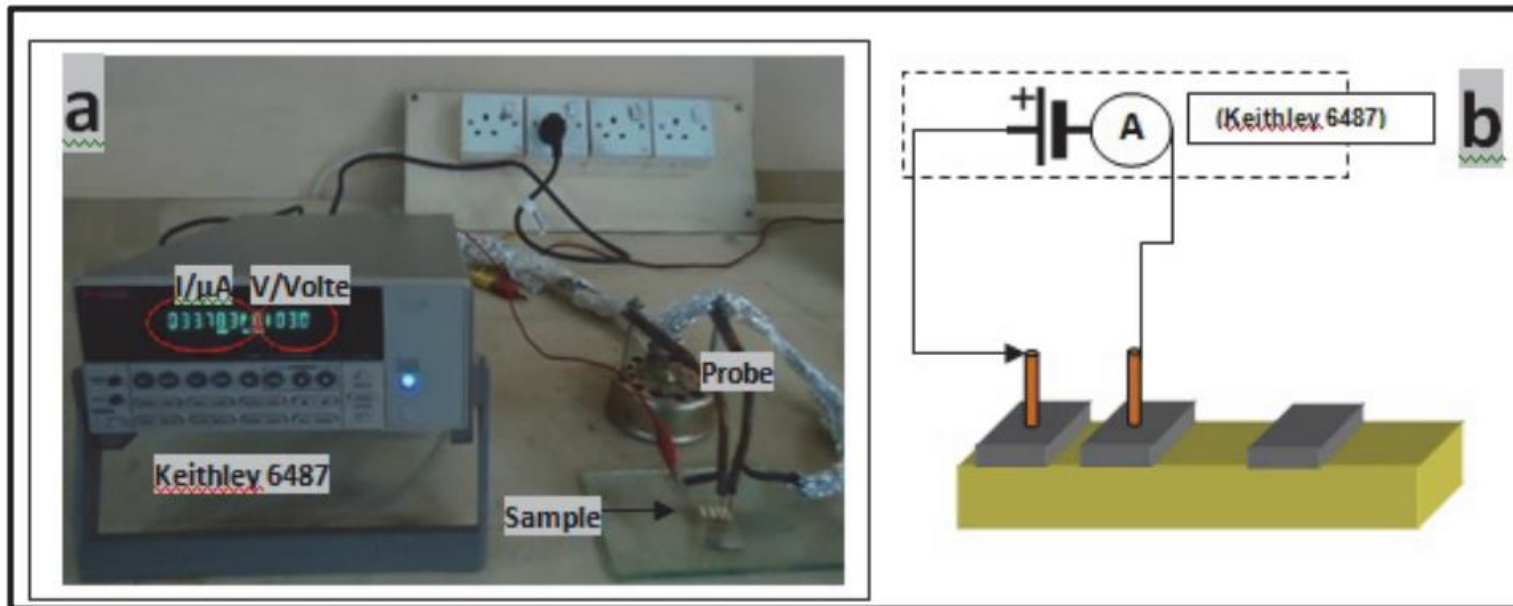 a
I/μA V/Volte
Probe
Keithley 6487
Sample
+
A
(Keithley 6487)
b